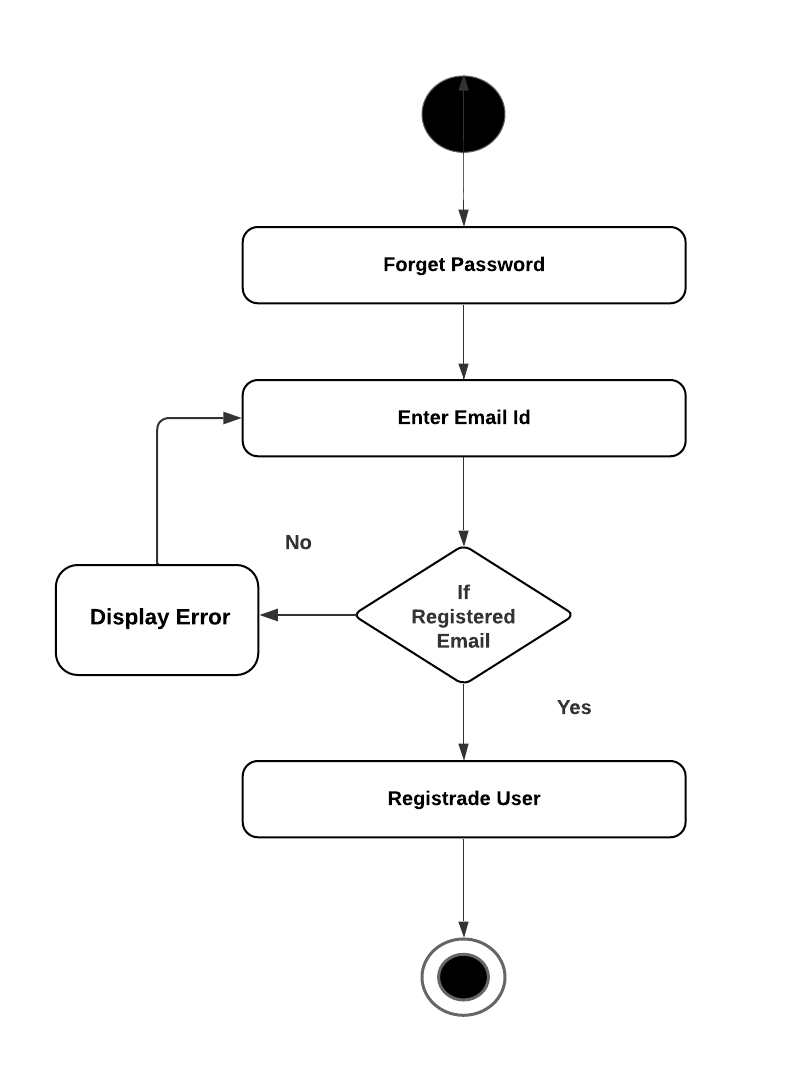 Forget Password
Enter Email Id
No
If
Registered
Email
Display Error
Yes
Registrade User